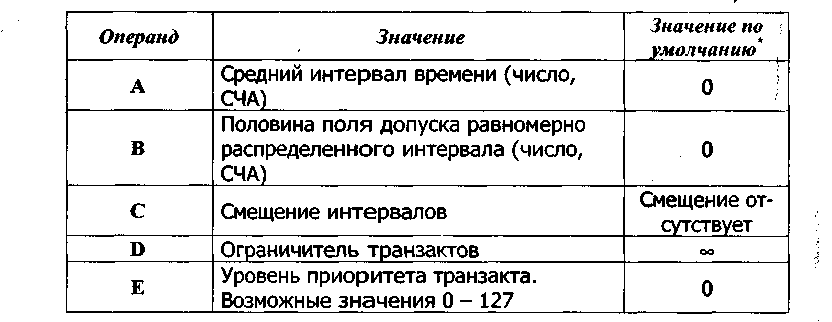 Операнд Значение Значение по
умолчанию*
A Средний интервал времени (число,
СЧА) 0
B Половина поля допуска равномерно
распределенного интервала (число,
СЧА) 0
C Смещение интервалов Смещение от-
сутствует
D Ограничитель транзактов ∞
E Уровень приоритета транзакта.
Возможные значения 0 – 127 0